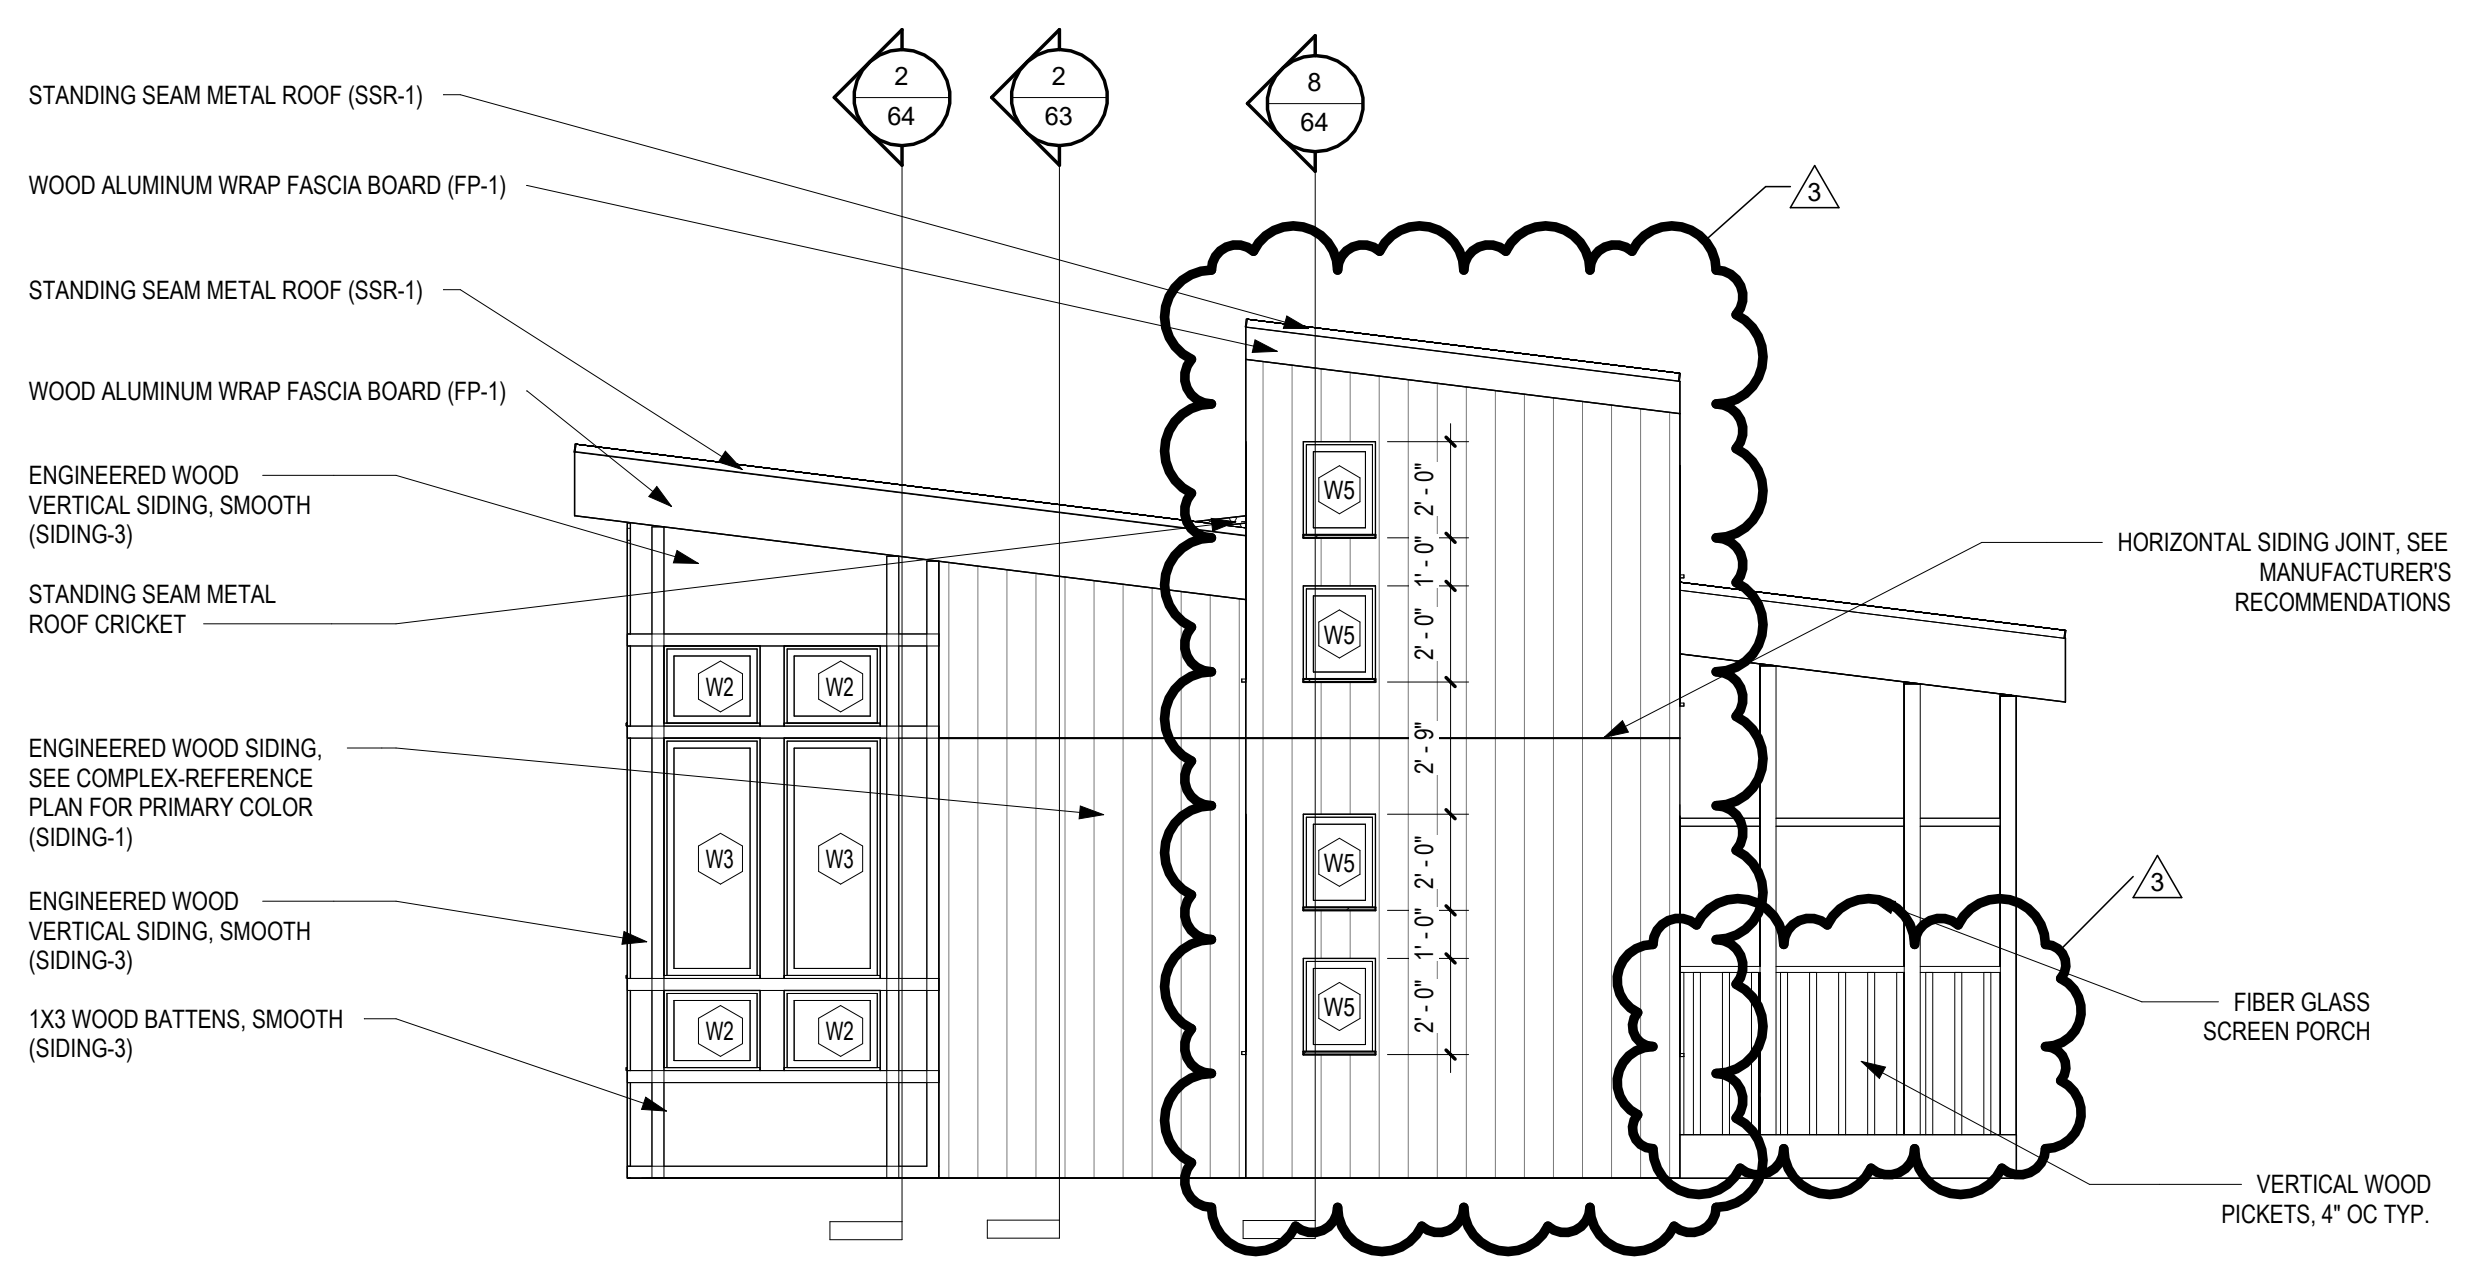 2
64
2
63
8
64
STANDING SEAM METAL ROOF (SSR-1)
WOOD ALUMINUM WRAP FASCIA BOARD (FP-1)
3
STANDING SEAM METAL ROOF (SSR-1)
WOOD ALUMINUM WRAP FASCIA BOARD (FP-1)
ENGINEERED WOOD
VERTICAL SIDING, SMOOTH
(SIDING-3)
STANDING SEAM METAL
ROOF CRICKET
ENGINEERED WOOD SIDING,
SEE COMPLEX-REFERENCE
PLAN FOR PRIMARY COLOR
(SIDING-1)
ENGINEERED WOOD
VERTICAL SIDING, SMOOTH
(SIDING-3)
1X3 WOOD BATTENS, SMOOTH
(SIDING-3)
W2
W2
W3
W3
W2
W2
W5
W5
W5
W5
2' - 0"
1' - 0"
2' - 0"
2' - 9"
2' - 0"
1' - 0"
2' - 0"
HORIZONTAL SIDING JOINT, SEE
MANUFACTURER'S
RECOMMENDATIONS
3
FIBER GLASS
SCREEN PORCH
VERTICAL WOOD
PICKETS, 4" OC TYP.